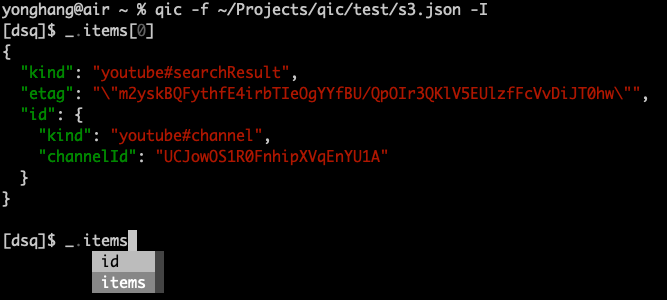 yonghang@air ~ % qic -f ~/Projects/qic/test/s3.json -I
[dsq]$ _.items[0]
{
  "kind": "youtube#searchResult",
  "etag": "\"m2yskBQFythfE4irbTIeOgYYfBU/QpOIr3QKlV5EUlzfFcVvDiJT0hw\"",
  "id": {
    "kind": "youtube#channel",
    "channelId": "UCJowOS1R0FnhipXVqEnYU1A"
  }
}
[dsq]$ _.items
id
items